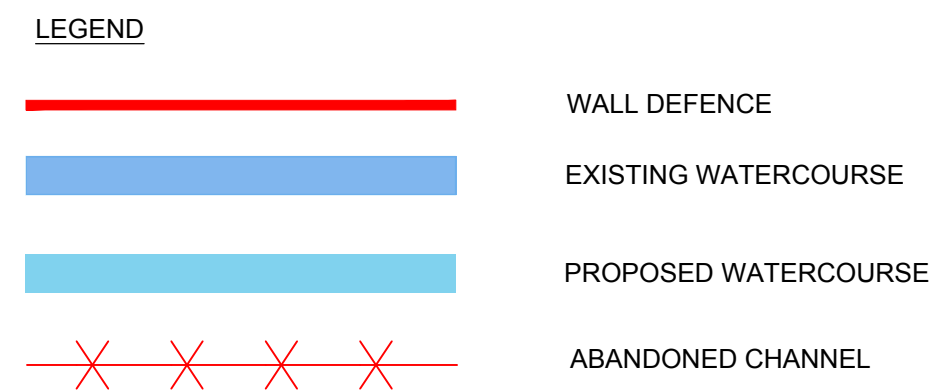 LEGEND
WALL DEFENCE
EXISTING WATERCOURSE
PROPOSED WATERCOURSE
ABANDONED CHANNEL